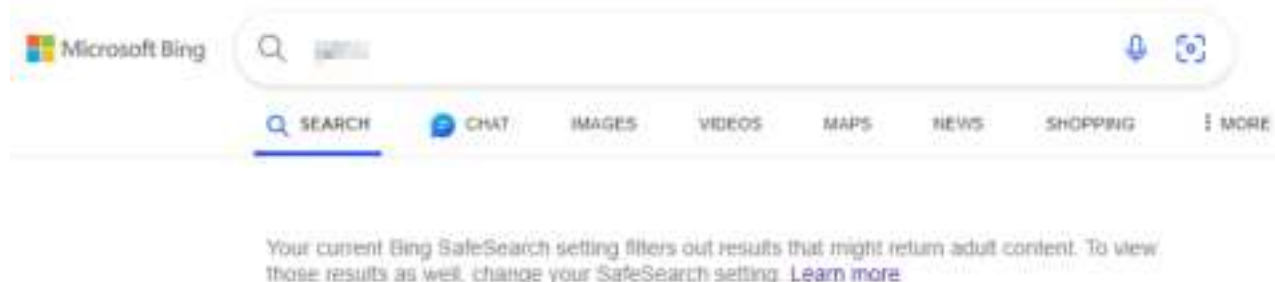 Microsoft Bing
SEARCH CHAT IMAGES VIDEOS MAPS NEWS SHOPPING MORE
Your current Bing SafeSearch setting filters out results that might return adult content. To view
those results as well, change your SafeSearch setting. Learn more